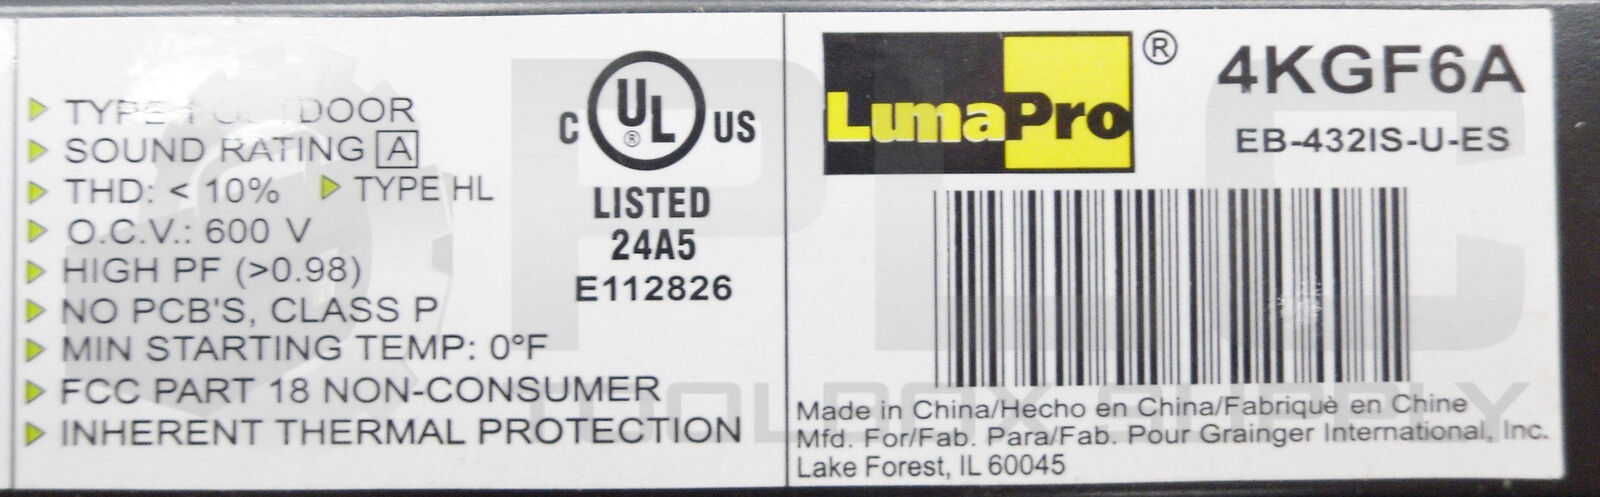 TYPE 1 OUTDOOR
SOUND RATING A
THD: < 10% TYPE HL
O.C.V.: 600 V
HIGH PF (>0.98)
NO PCB'S, CLASS P
MIN STARTING TEMP: 0°F
FCC PART 18 NON-CONSUMER
INHERENT THERMAL PROTECTION
C UL ® US
LISTED
24A5
E112826
LumaPro ®
4KGF6A
EB-432IS-U-ES
Made in China/Hecho en China/Fabriquè en Chine
Mfd. For/Fab. Para/Fab. Pour Grainger International, Inc.
Lake Forest, IL 60045
PLC
TOOLBOX SUPPLY